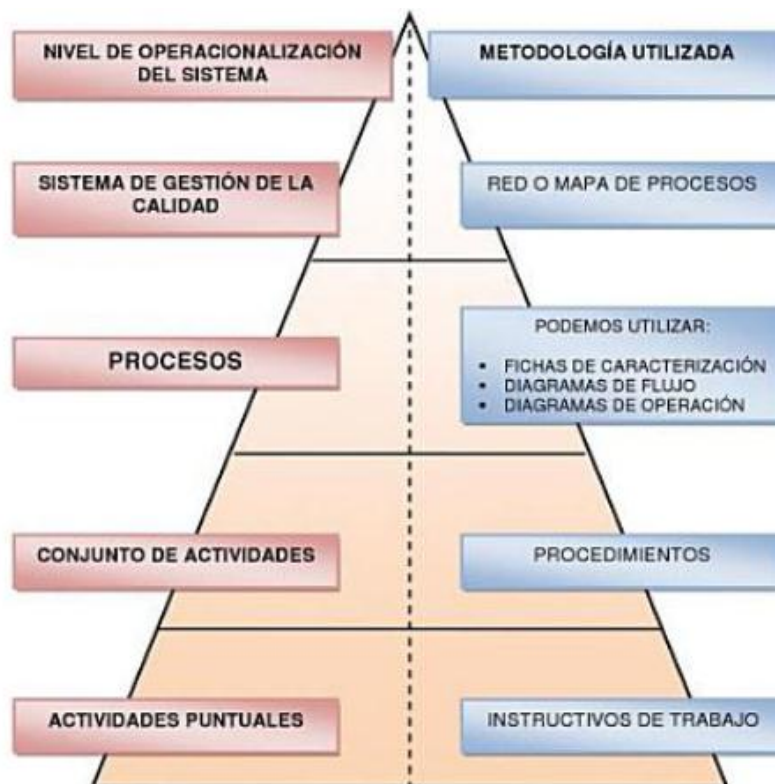 NIVEL DE OPERACIONALIZACIÓN
DEL SISTEMA
METODOLOGÍA UTILIZADA
SISTEMA DE GESTIÓN DE LA
CALIDAD
RED O MAPA DE PROCESOS
PROCESOS
PODEMOS UTILIZAR:
• FICHAS DE CARACTERIZACIÓN
• DIAGRAMAS DE FLUJO
• DIAGRAMAS DE OPERACIÓN
CONJUNTO DE ACTIVIDADES
PROCEDIMIENTOS
ACTIVIDADES PUNTUALES
INSTRUCTIVOS DE TRABAJO